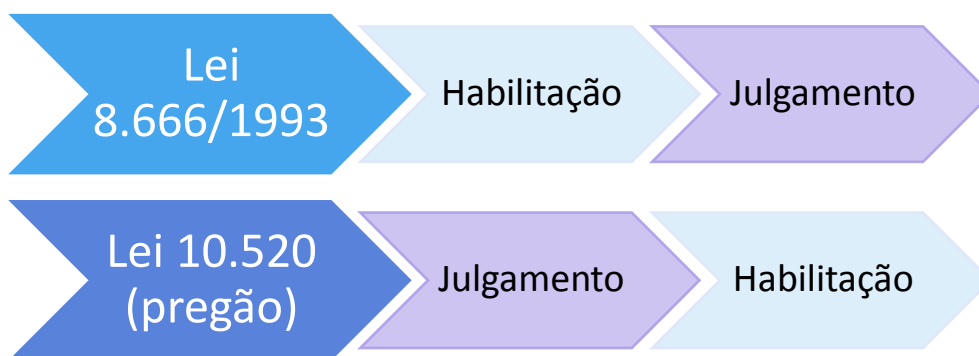 Lei
8.666/1993
Habilitação
Julgamento
Lei 10.520
(pregão)
Julgamento
Habilitação